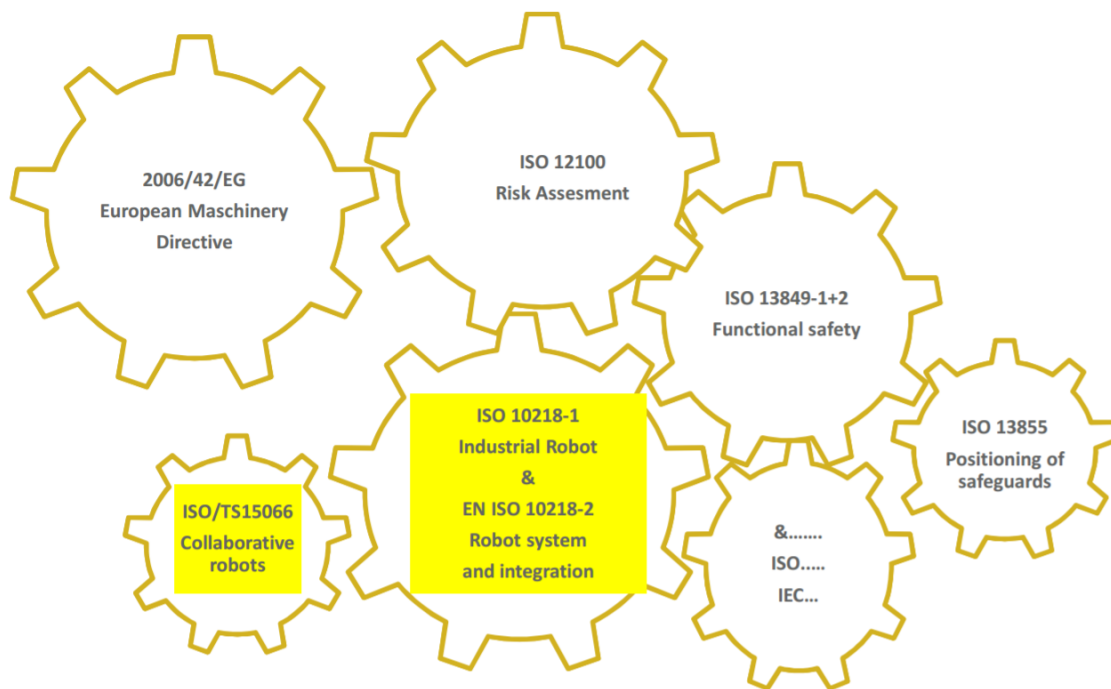 2006/42/EG
European Maschinery
Directive
ISO 12100
Risk Assesment
ISO 13849-1+2
Functional safety
ISO 13855
Positioning of
safeguards
ISO 10218-1
Industrial Robot
&
EN ISO 10218-2
Robot system
and integration
ISO/TS15066
Collaborative
robots
&.......
ISO.....
IEC...